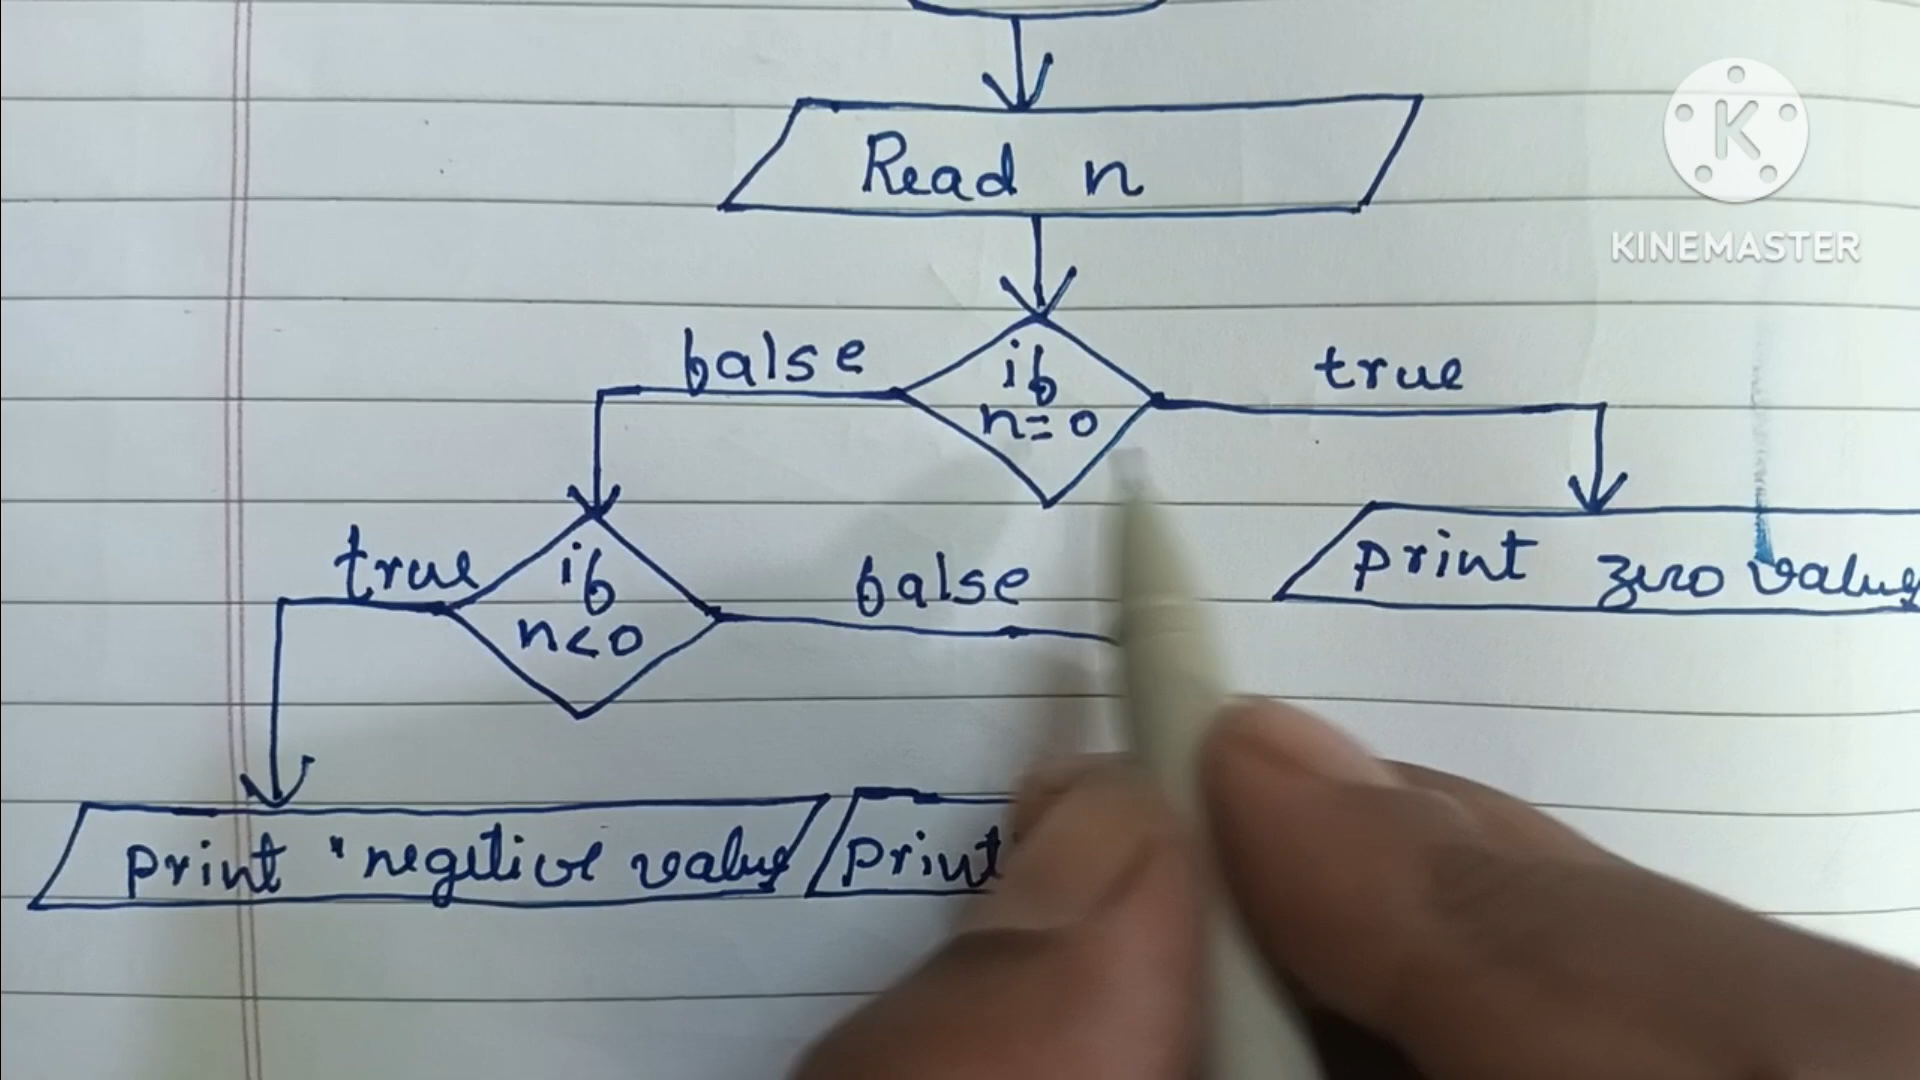 Read n
K
KINEMASTER
if
n=0
false
true
if
n<0
true
false
print zero value
print "negitive value
print